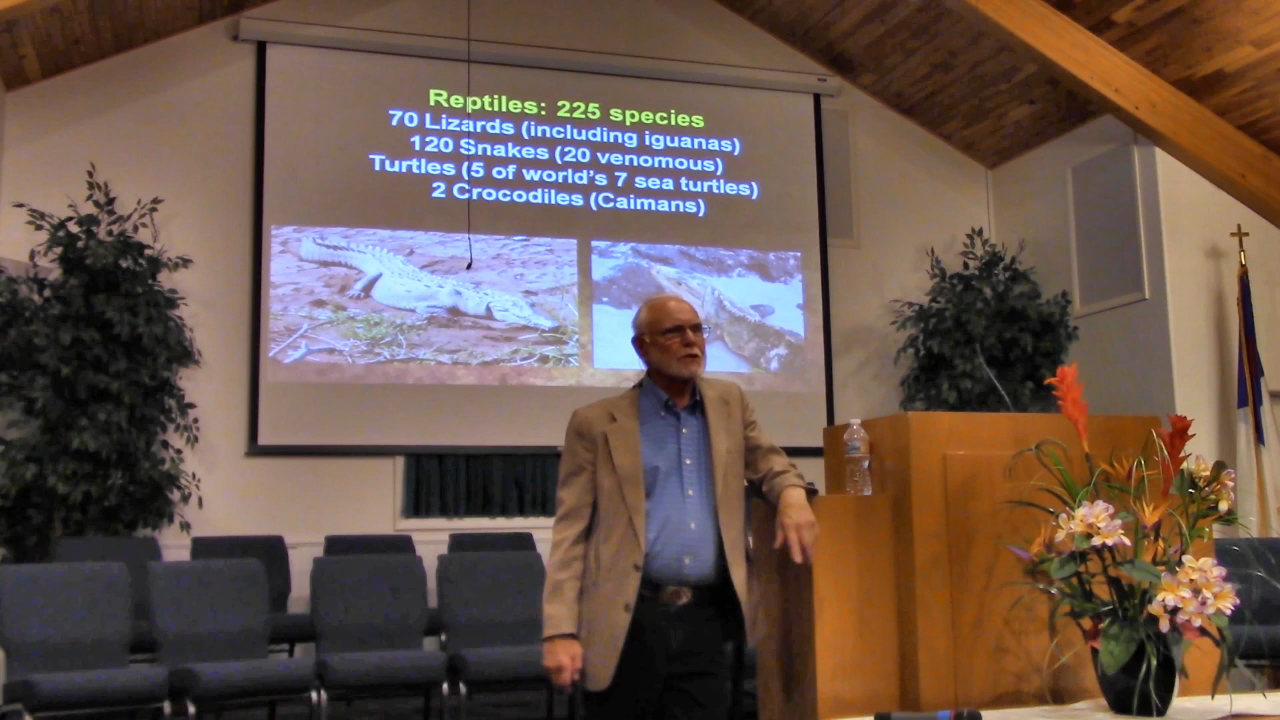 Reptiles: 225 species
70 Lizards (including iguanas)
120 Snakes (20 venomous)
Turtles (5 of world's 7 sea turtles)
2 Crocodiles (Caimans)